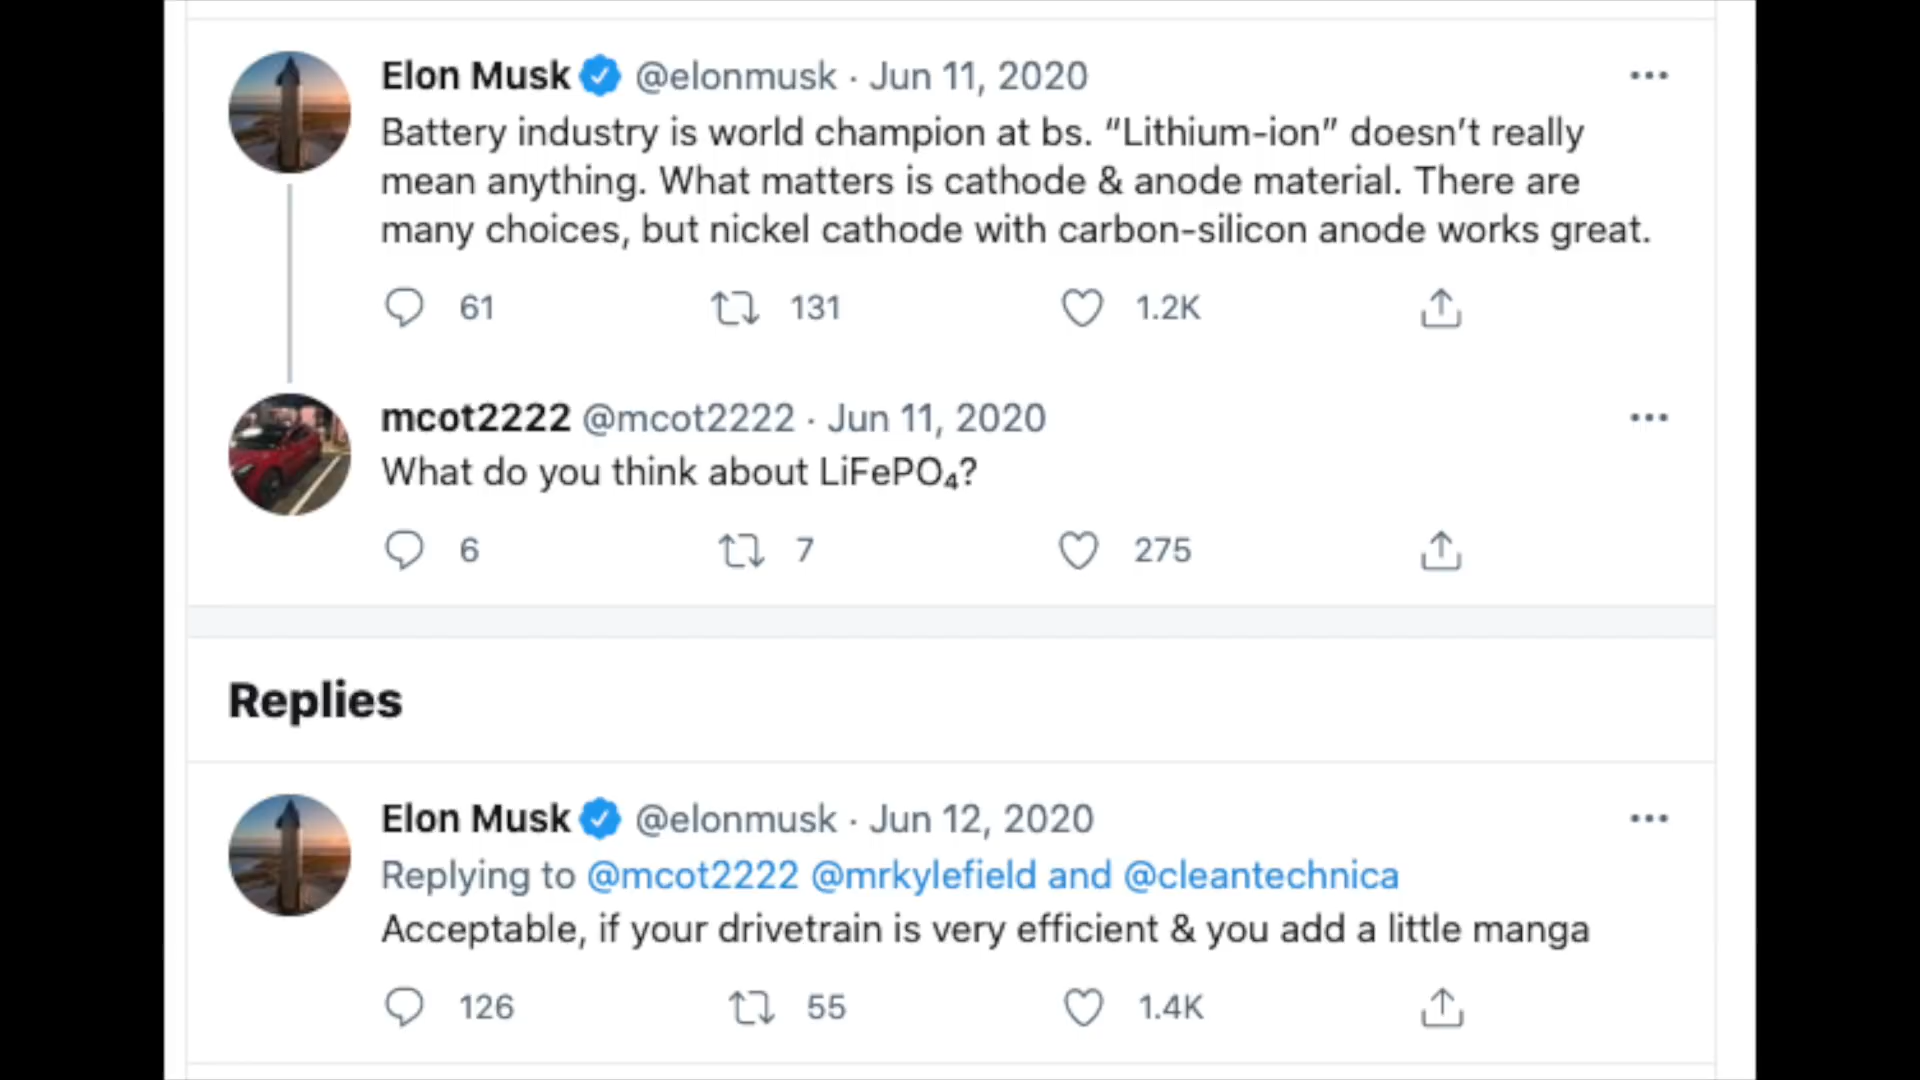 Elon Musk @elonmusk · Jun 11, 2020
Battery industry is world champion at bs. “Lithium-ion” doesn’t really
mean anything. What matters is cathode & anode material. There are
many choices, but nickel cathode with carbon-silicon anode works great.
61 131 1.2K
mcot2222 @mcot2222 · Jun 11, 2020
What do you think about LiFePO₄?
6 7 275
Replies
Elon Musk @elonmusk · Jun 12, 2020
Replying to @mcot2222 @mrkylefield and @cleantechnica
Acceptable, if your drivetrain is very efficient & you add a little manga
126 55 1.4K